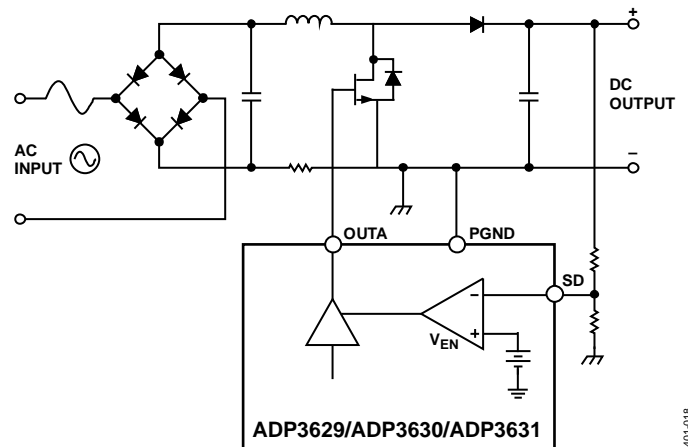 +
DC
OUTPUT
AC
INPUT
–
OUTA
PGND
SD
–
V_EN
+
ADP3629/ADP3630/ADP3631